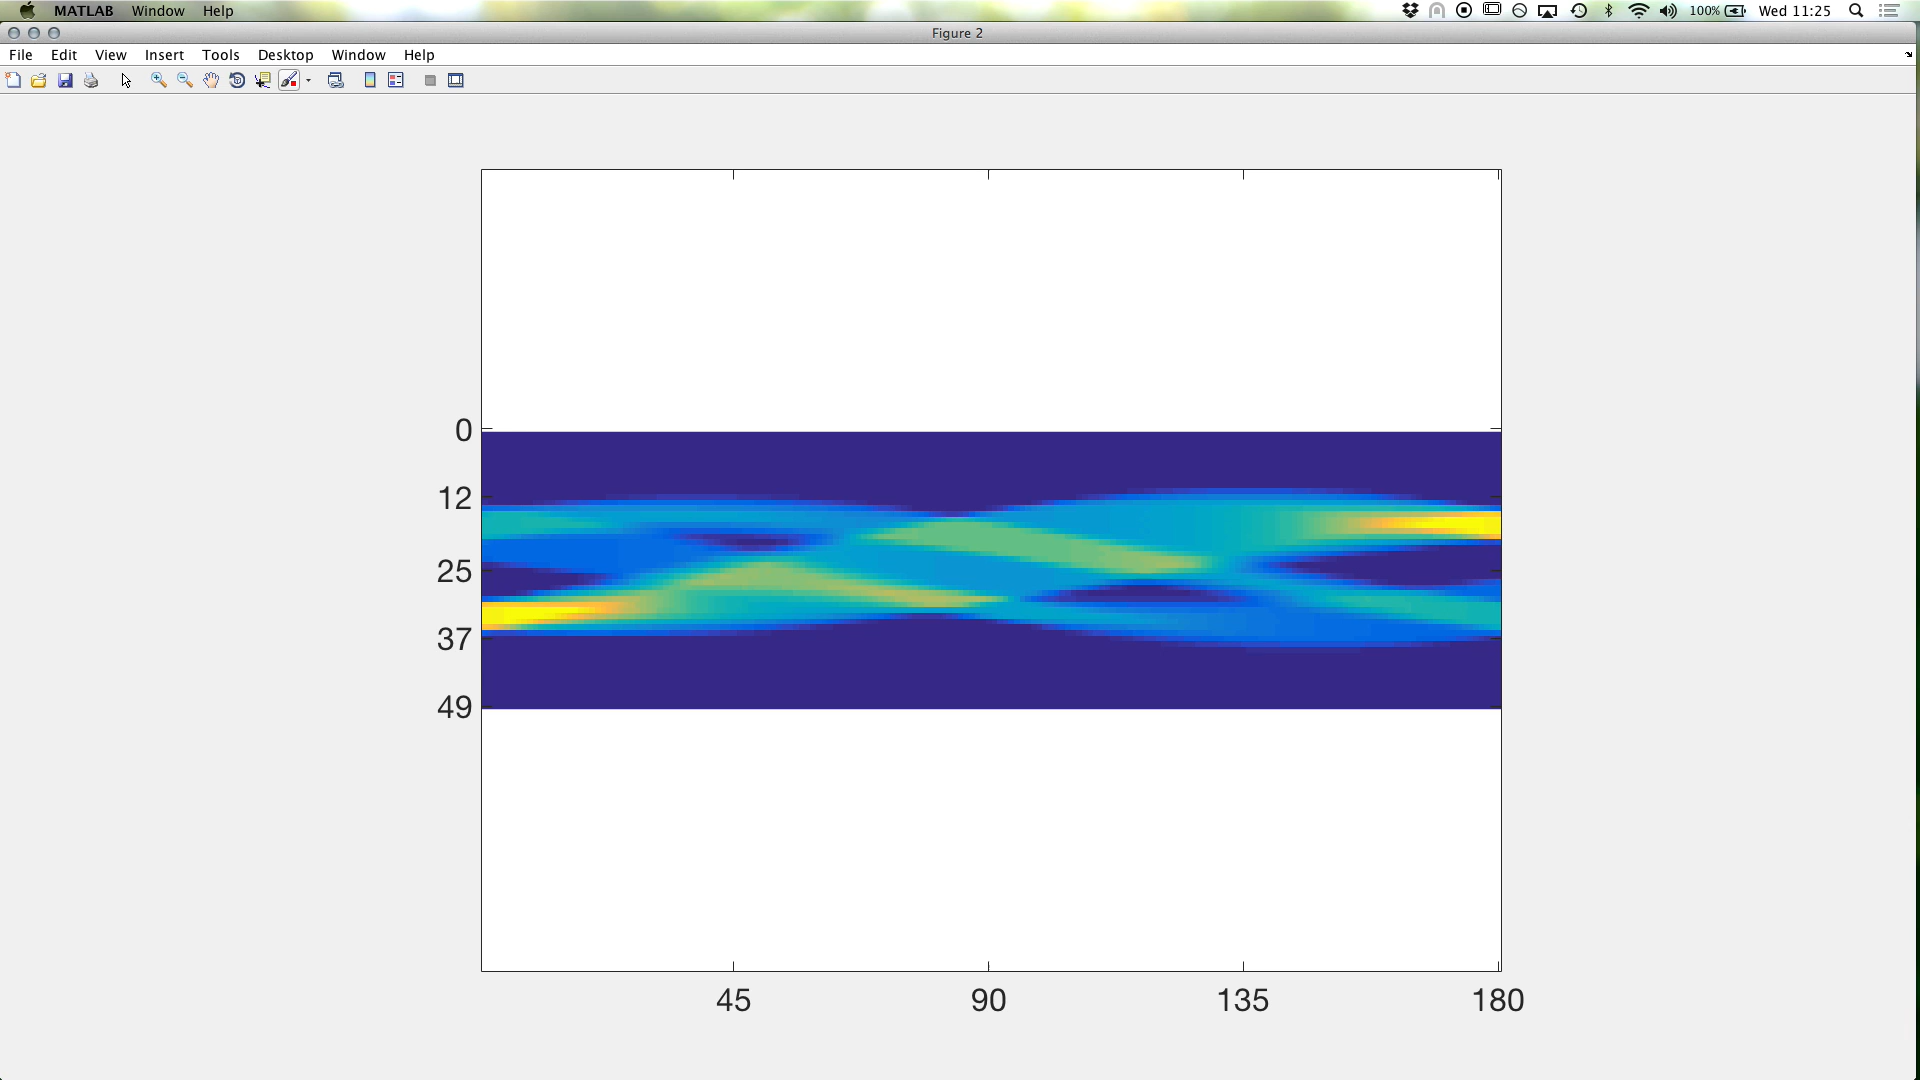 MATLAB Window Help 100% Wed 11:25
Figure 2
File Edit View Insert Tools Desktop Window Help
0
12
25
37
49
45 90 135 180